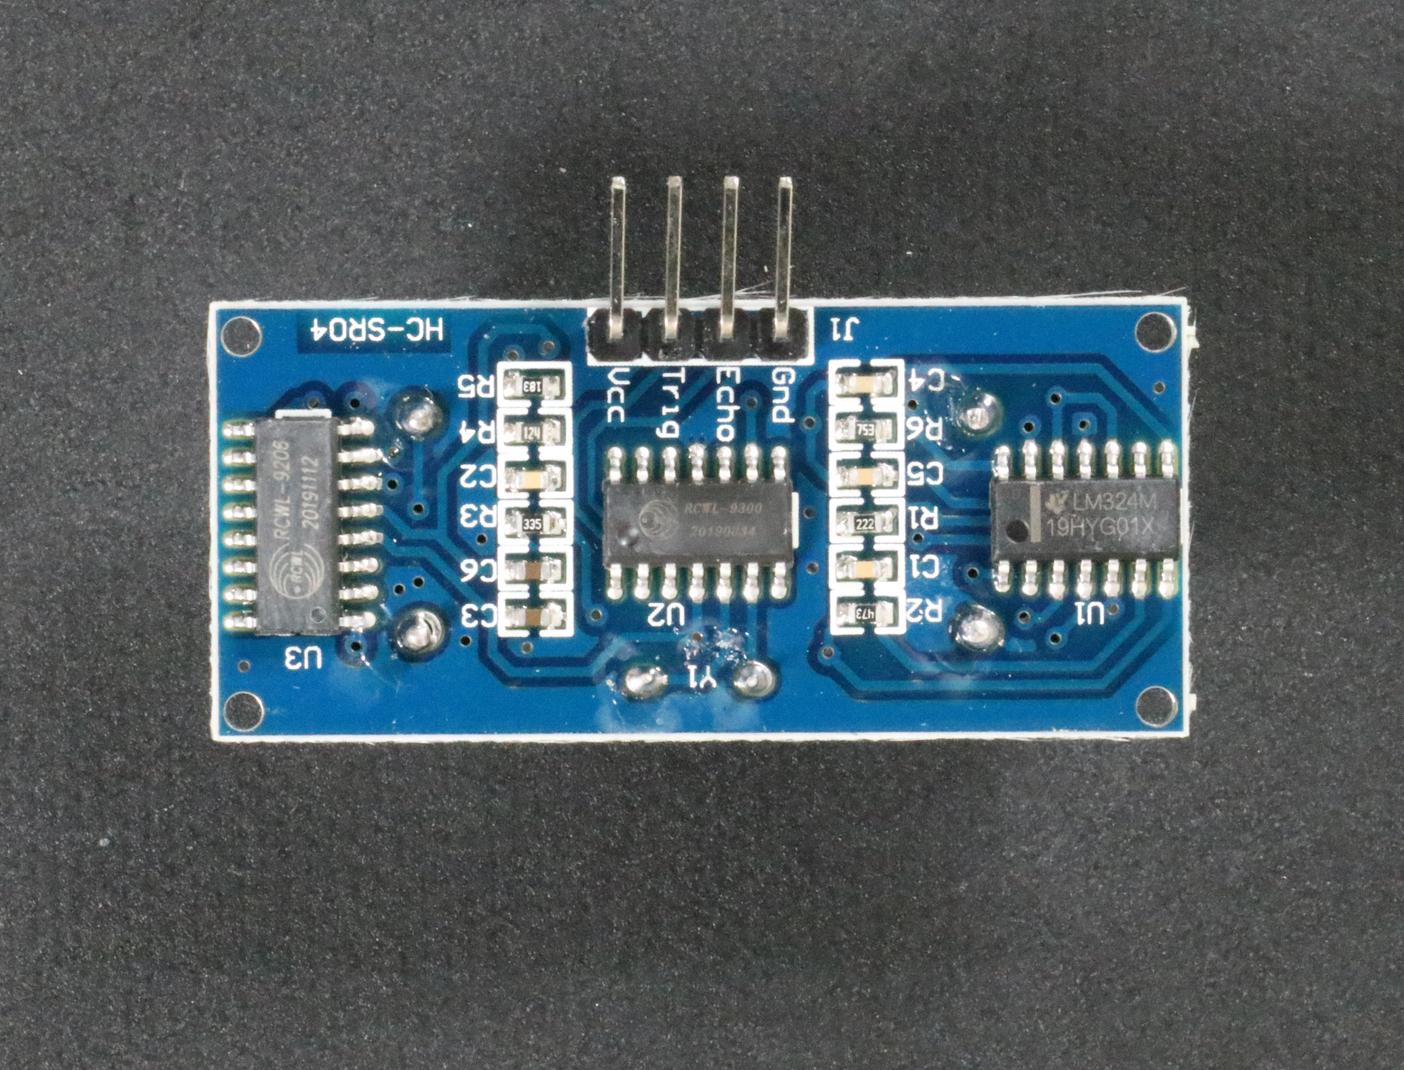 HC-SR04
J1
Vcc
Trig
Echo
Gnd
R5
183
R4
124
C2
R3
335
C6
C3
C4
R6
753
C5
R1
222
C1
R2
473
RCWL-9206
20191112
RCWL
U3
RCWL-9300
U2
Y1
LM324M
19HYG01X
U1